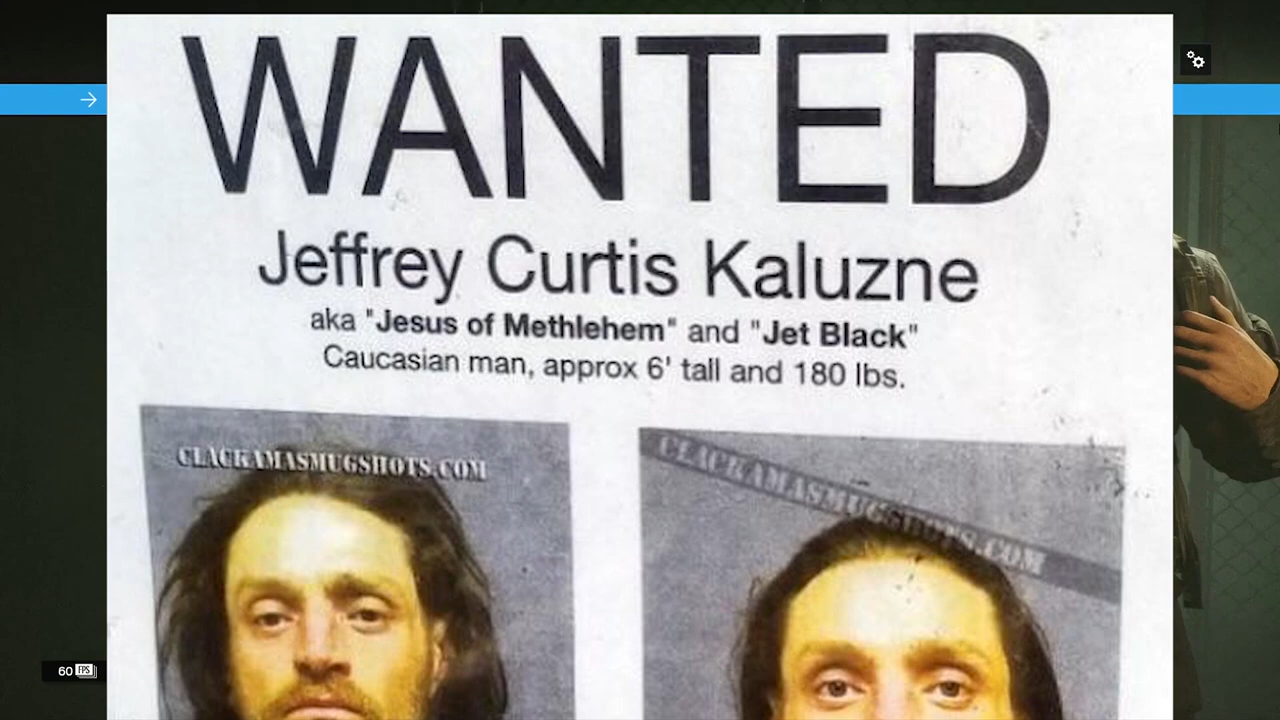 WANTED
Jeffrey Curtis Kaluzne
aka "Jesus of Methlehem" and "Jet Black"
Caucasian man, approx 6' tall and 180 lbs.
CLACKAMASMUGSHOTS.COM
CLACKAMASMUGSHOTS.COM
60 FPS